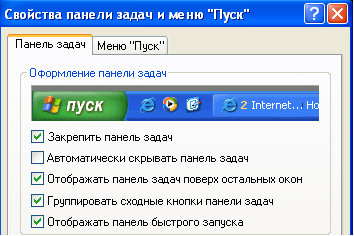 Свойства панели задач и меню "Пуск"
Панель задач Меню "Пуск"
Оформление панели задач
пуск 2 Internet... Но
Закрепить панель задач
Автоматически скрывать панель задач
Отображать панель задач поверх остальных окон
Группировать сходные кнопки панели задач
Отображать панель быстрого запуска